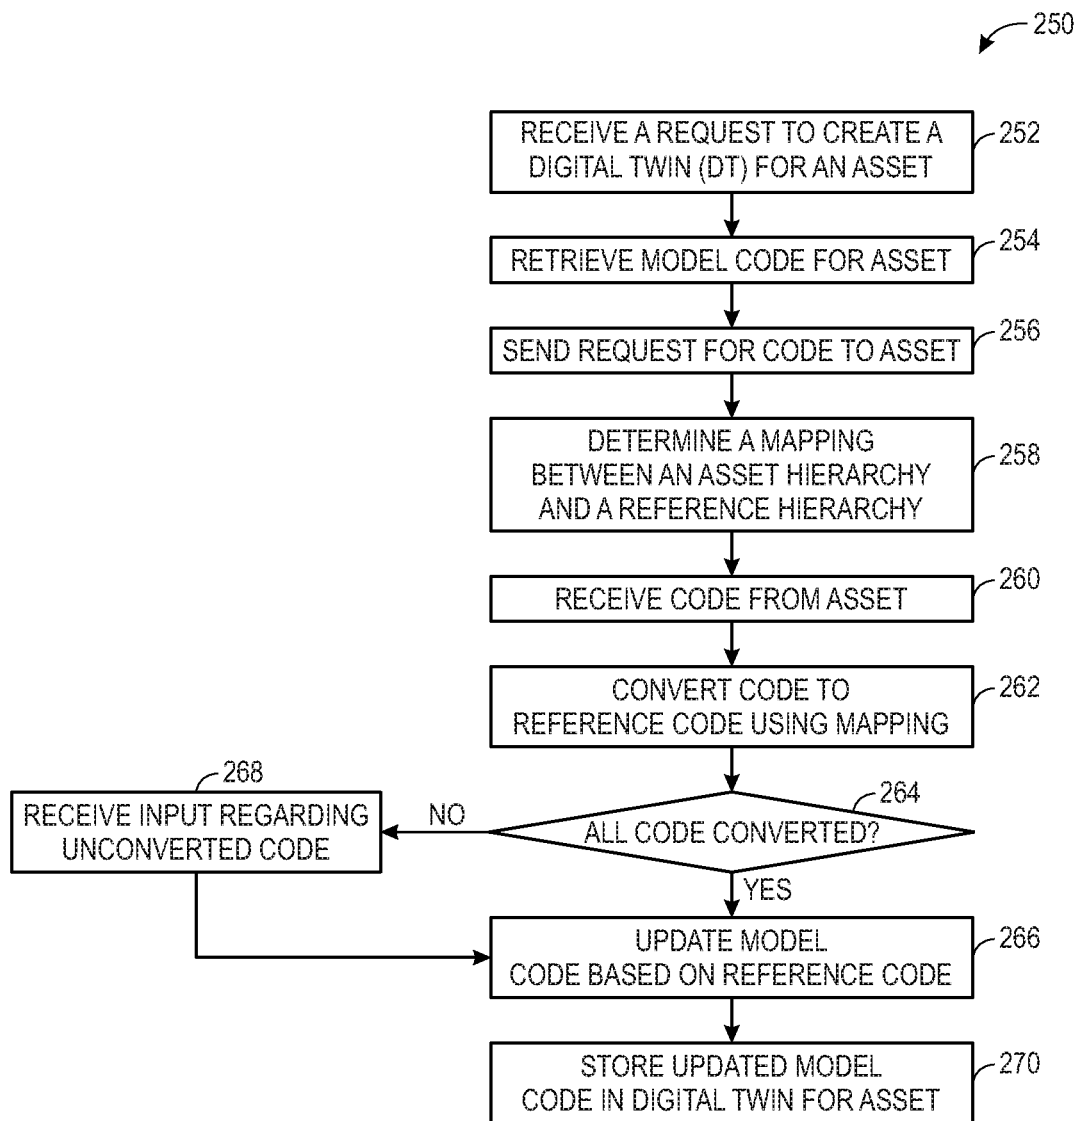 250
RECEIVE A REQUEST TO CREATE A
DIGITAL TWIN (DT) FOR AN ASSET
252
RETRIEVE MODEL CODE FOR ASSET
254
SEND REQUEST FOR CODE TO ASSET
256
DETERMINE A MAPPING
BETWEEN AN ASSET HIERARCHY
AND A REFERENCE HIERARCHY
258
RECEIVE CODE FROM ASSET
260
CONVERT CODE TO
REFERENCE CODE USING MAPPING
262
ALL CODE CONVERTED?
264
NO
268
RECEIVE INPUT REGARDING
UNCONVERTED CODE
YES
UPDATE MODEL
CODE BASED ON REFERENCE CODE
266
STORE UPDATED MODEL
CODE IN DIGITAL TWIN FOR ASSET
270